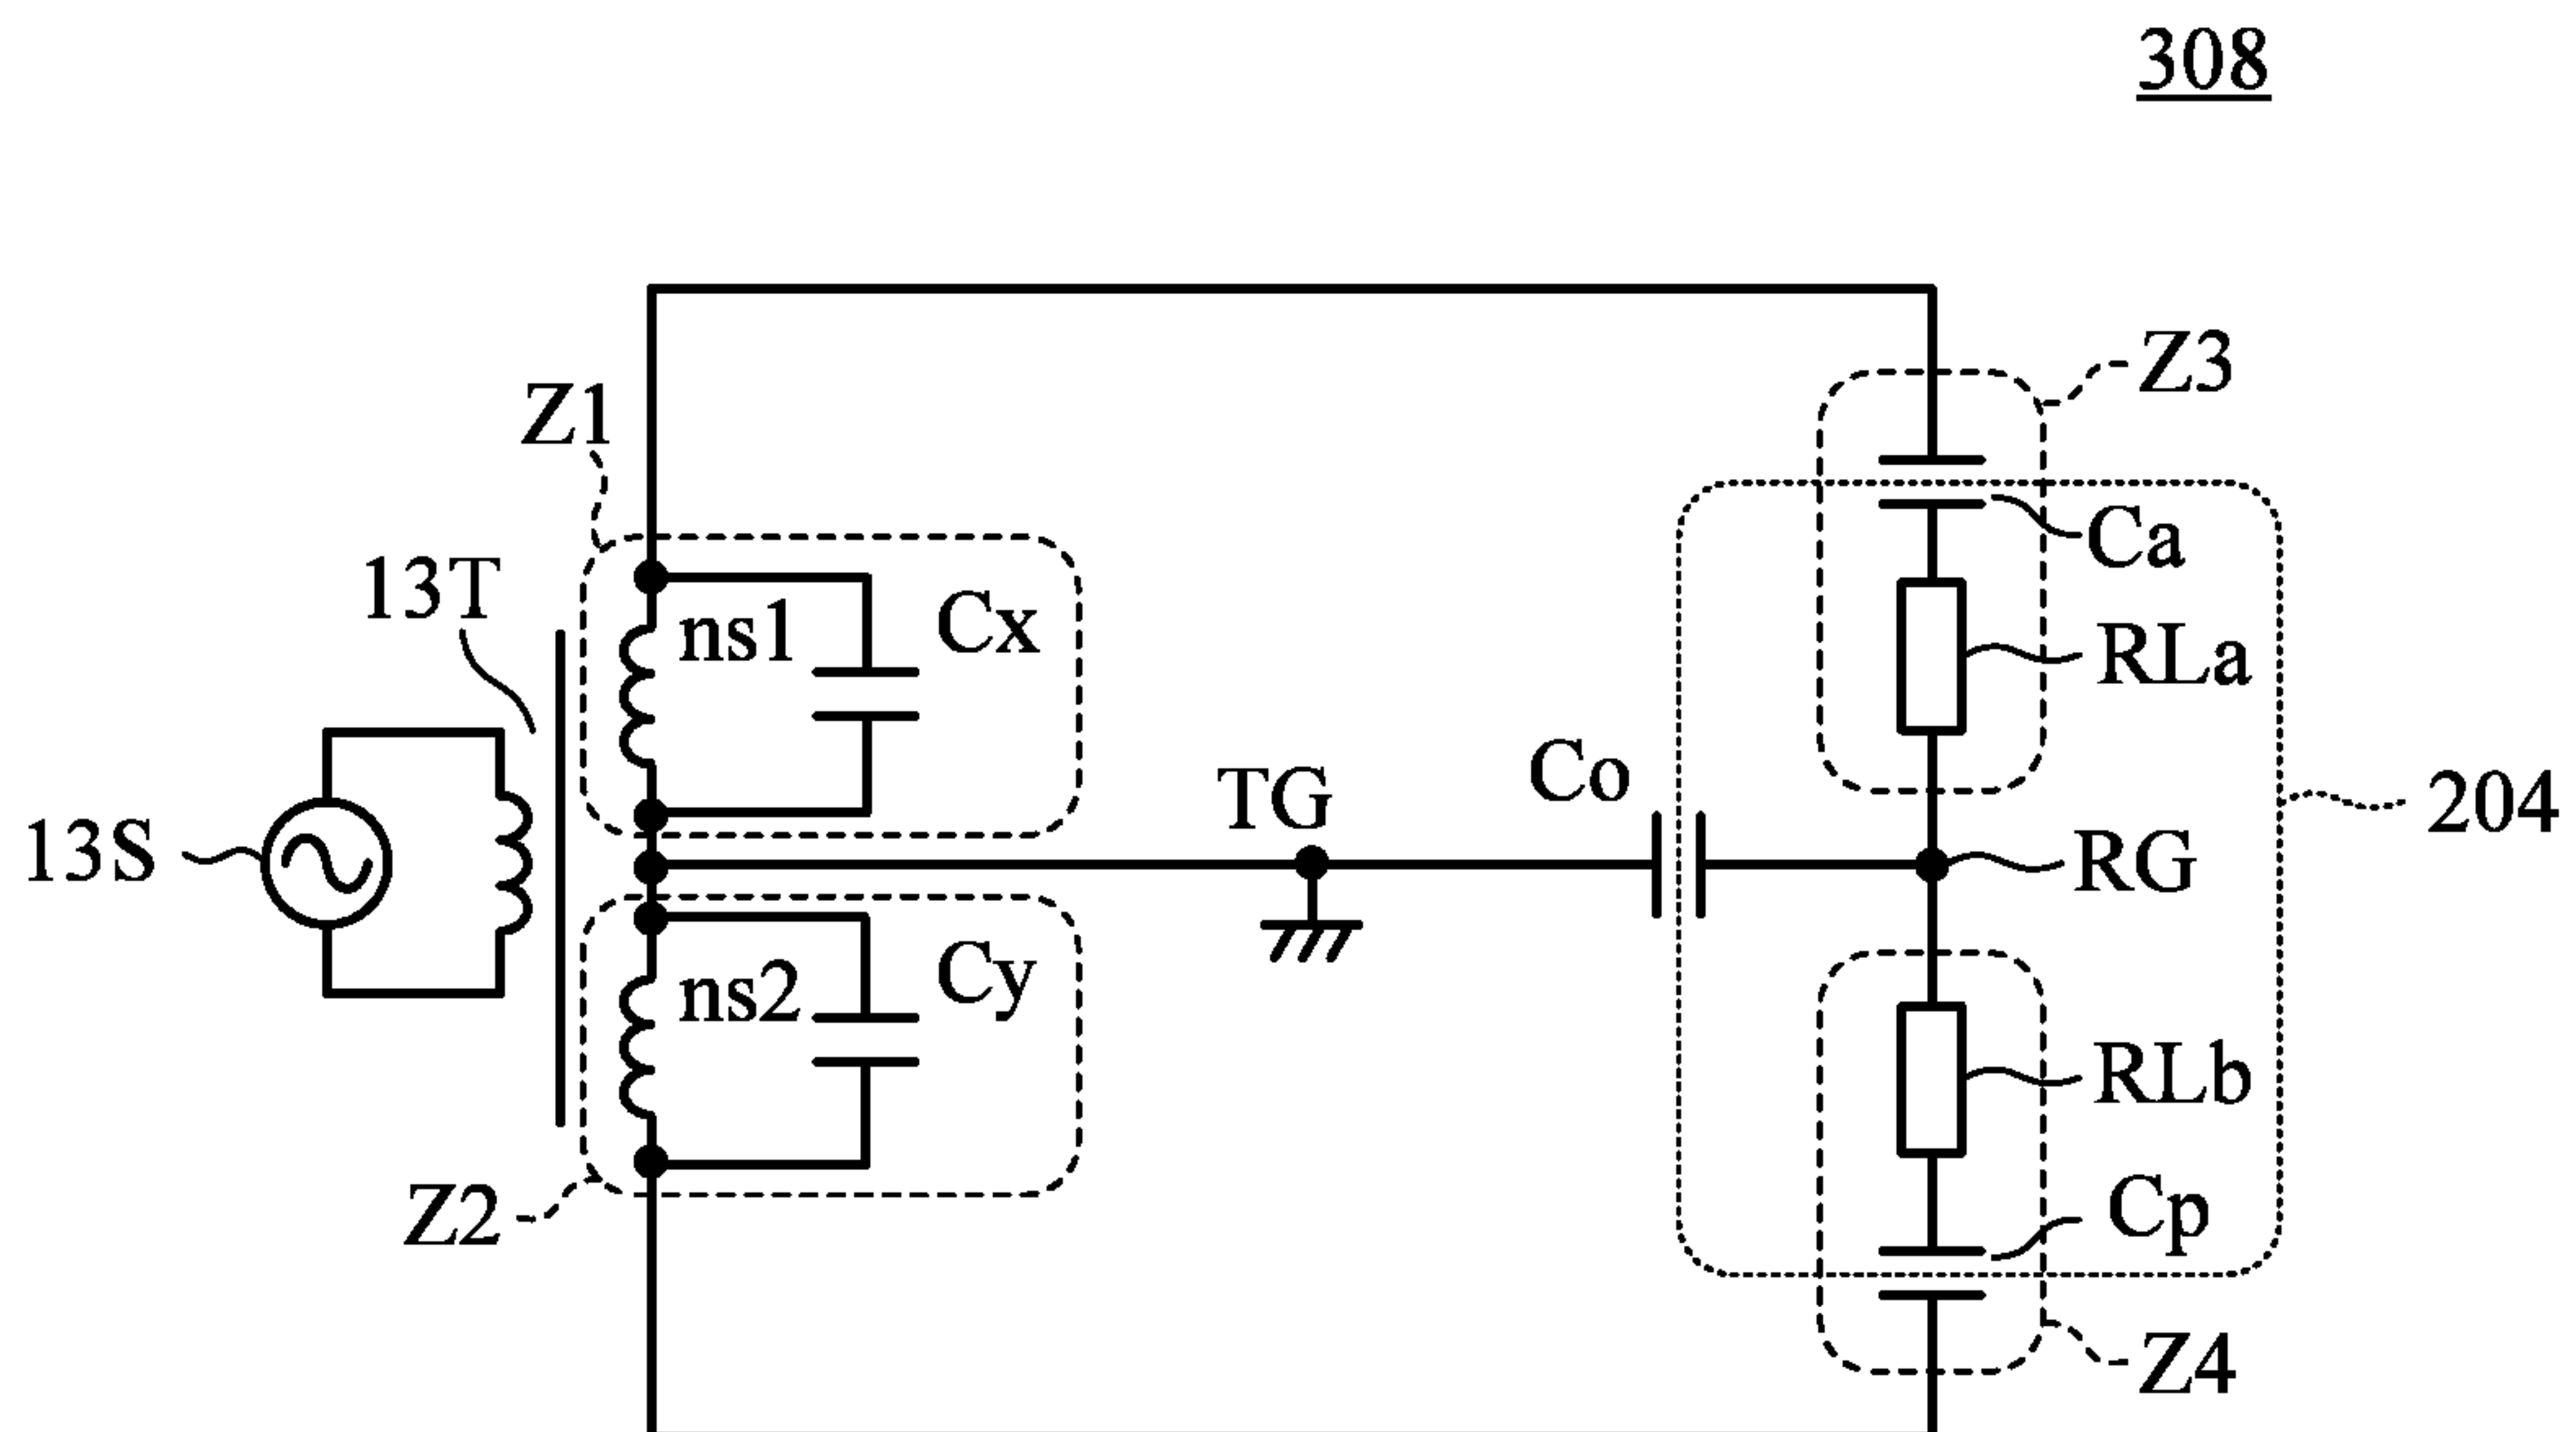 308
Z3
Z1
Ca
13T
ns1
Cx
RLa
TG
Co
204
13S
RG
ns2
Cy
RLb
Z2
Cp
Z4